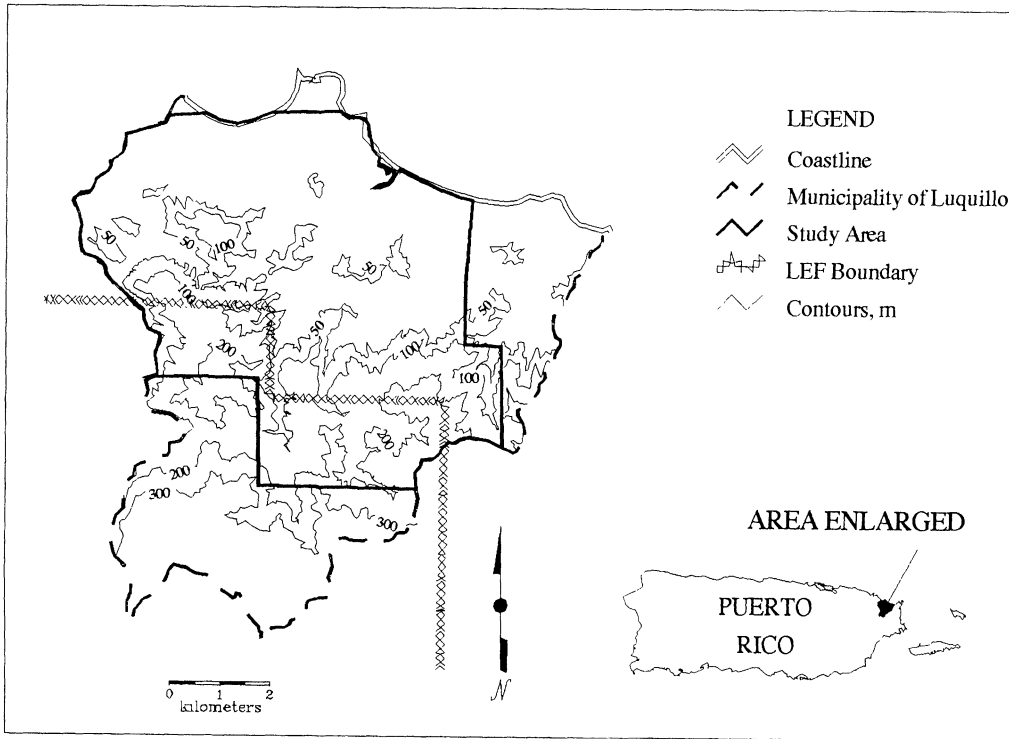 LEGEND
Coastline
Municipality of Luquillo
Study Area
LEF Boundary
Contours, m
50
50
100
50
100
50
50
200
100
100
200
200
300
300
AREA ENLARGED
PUERTO
RICO
N
0 1 2
kilometers